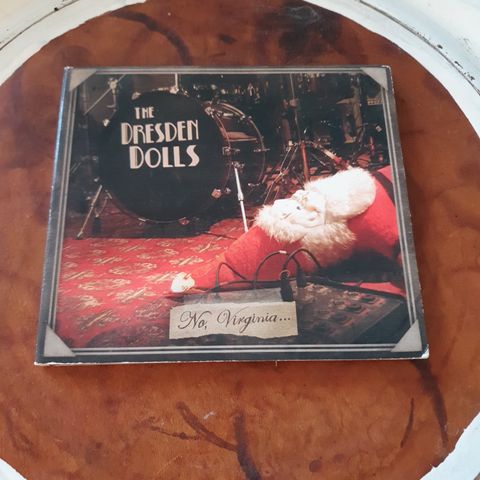 THE
DRESDEN
DOLLS
No, Virginia...